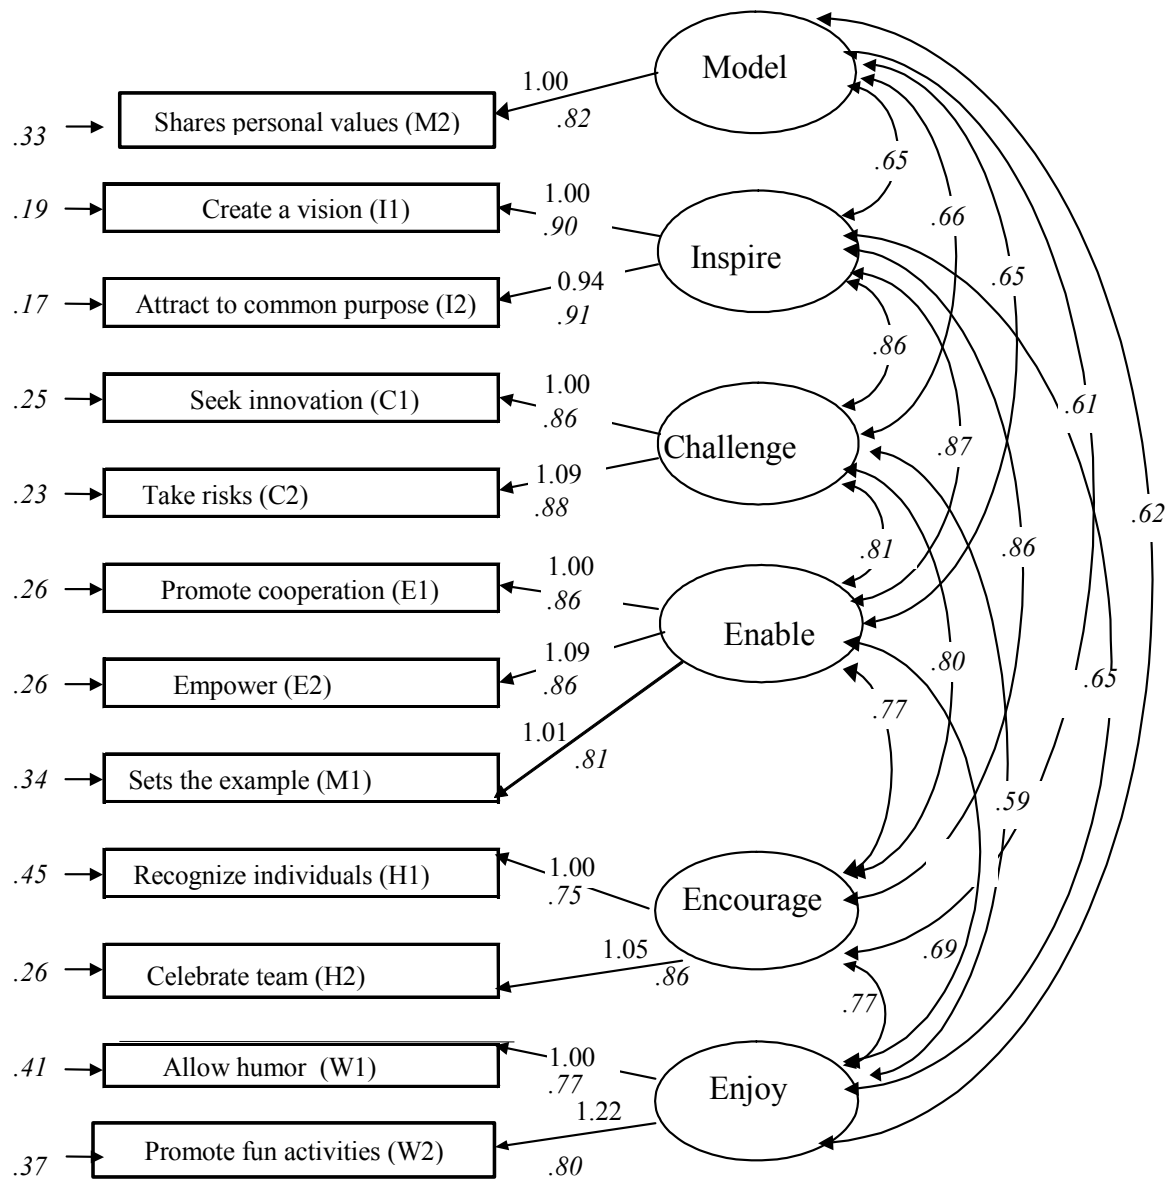 Model
1.00
.82
Shares personal values (M2)
.33
.65
1.00
.19
Create a vision (I1)
.90
.66
Inspire
.65
0.94
.17
Attract to common purpose (I2)
.91
.86
1.00
.25
Seek innovation (C1)
.86
.61
Challenge
.87
1.09
.23
Take risks (C2)
.88
.62
.81
.86
1.00
.26
Promote cooperation (E1)
.86
Enable
1.09
.80
.26
Empower (E2)
.86
.65
.77
1.01
.81
.34
Sets the example (M1)
.59
1.00
.45
Recognize individuals (H1)
.75
Encourage
1.05
.69
.26
Celebrate team (H2)
.86
.77
1.00
.41
Allow humor (W1)
.77
Enjoy
1.22
.37
Promote fun activities (W2)
.80